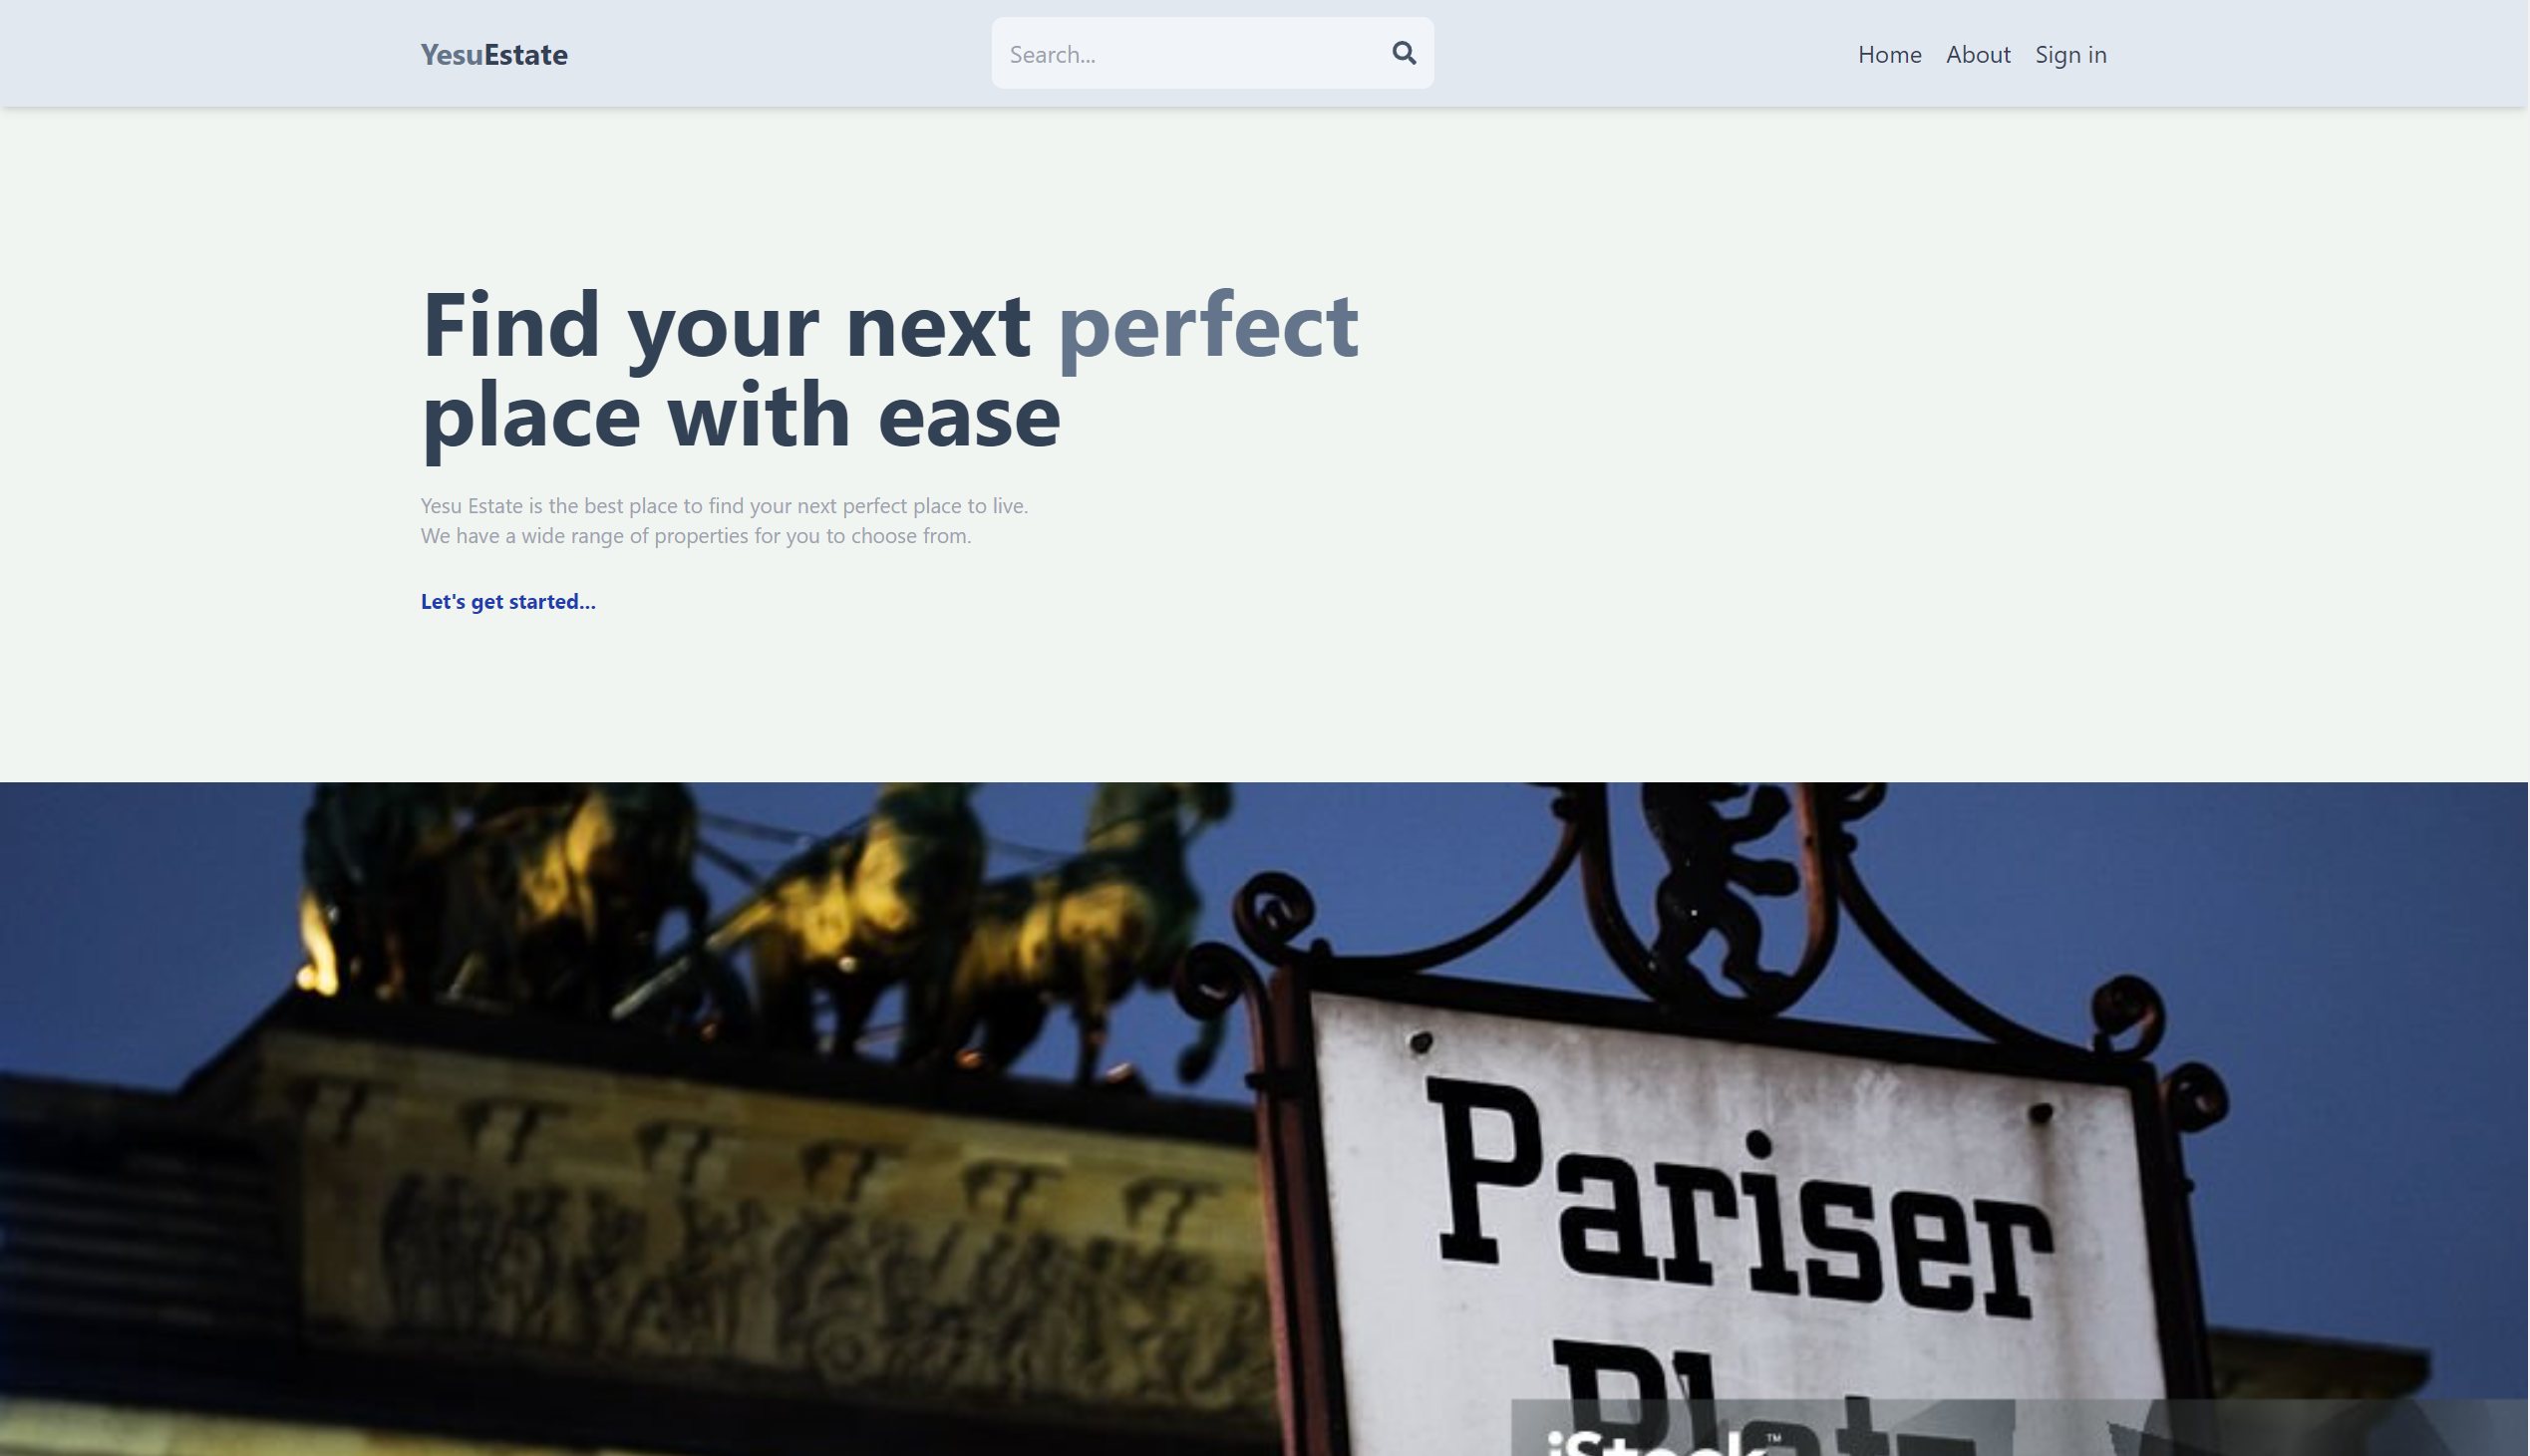 YesuEstate
Search...
Home About Sign in
Find your next perfect
place with ease
Yesu Estate is the best place to find your next perfect place to live.
We have a wide range of properties for you to choose from.
Let's get started...
Pariser
Platz
iStock™